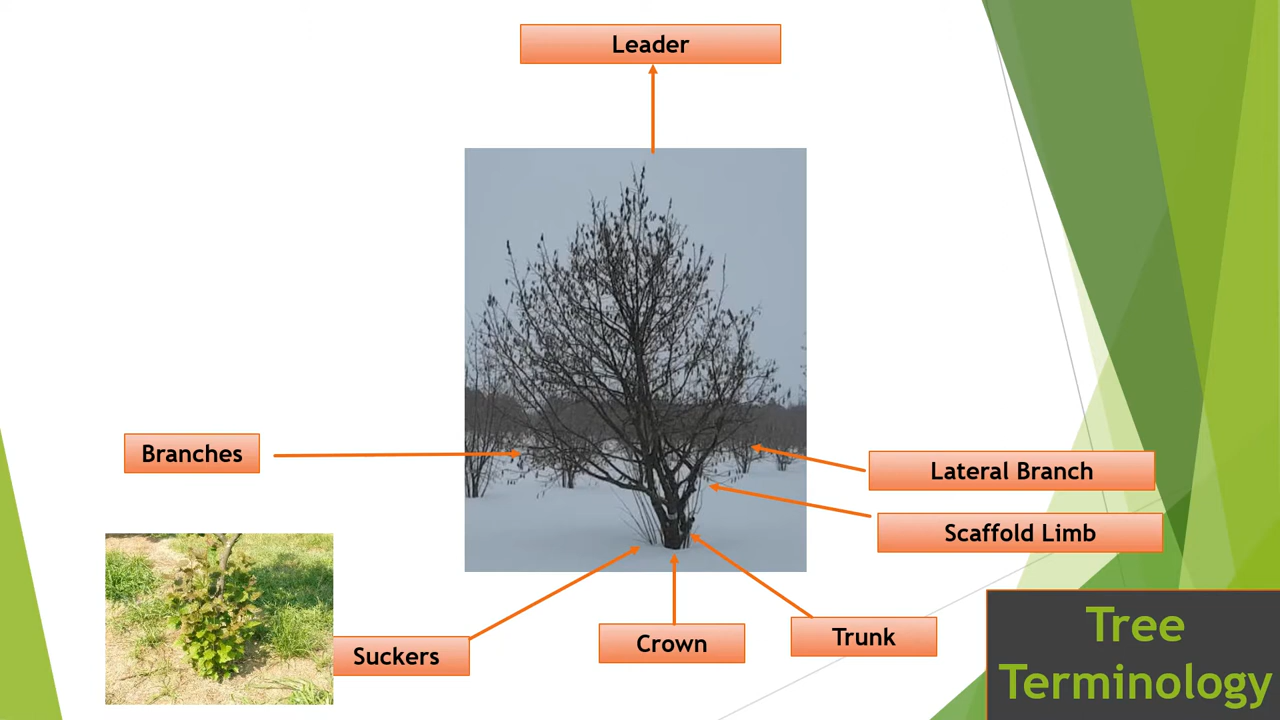 Leader
Branches
Lateral Branch
Scaffold Limb
Suckers
Crown
Trunk
Tree
Terminology